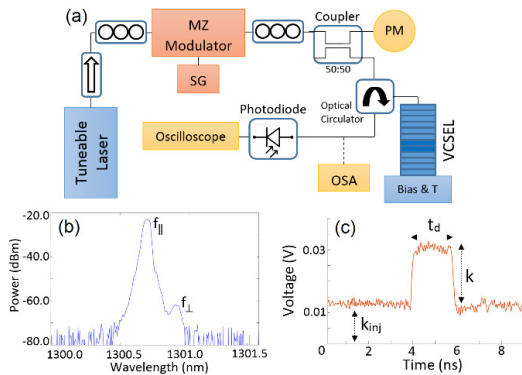 (a)
MZ
Modulator
SG
Coupler
50:50
PM
Tuneable
Laser
Photodiode
Oscilloscope
Optical
Circulator
OSA
VCSEL
Bias & T
(b)
f∥
f⊥
Power (dBm)
-20.0
-40.0
-60.0
-80.0
1300.0 1300.5 1301.0 1301.5
Wavelength (nm)
(c)
td
k
kinj
Voltage (V)
0.03
0.01
0 2 4 6 8
Time (ns)